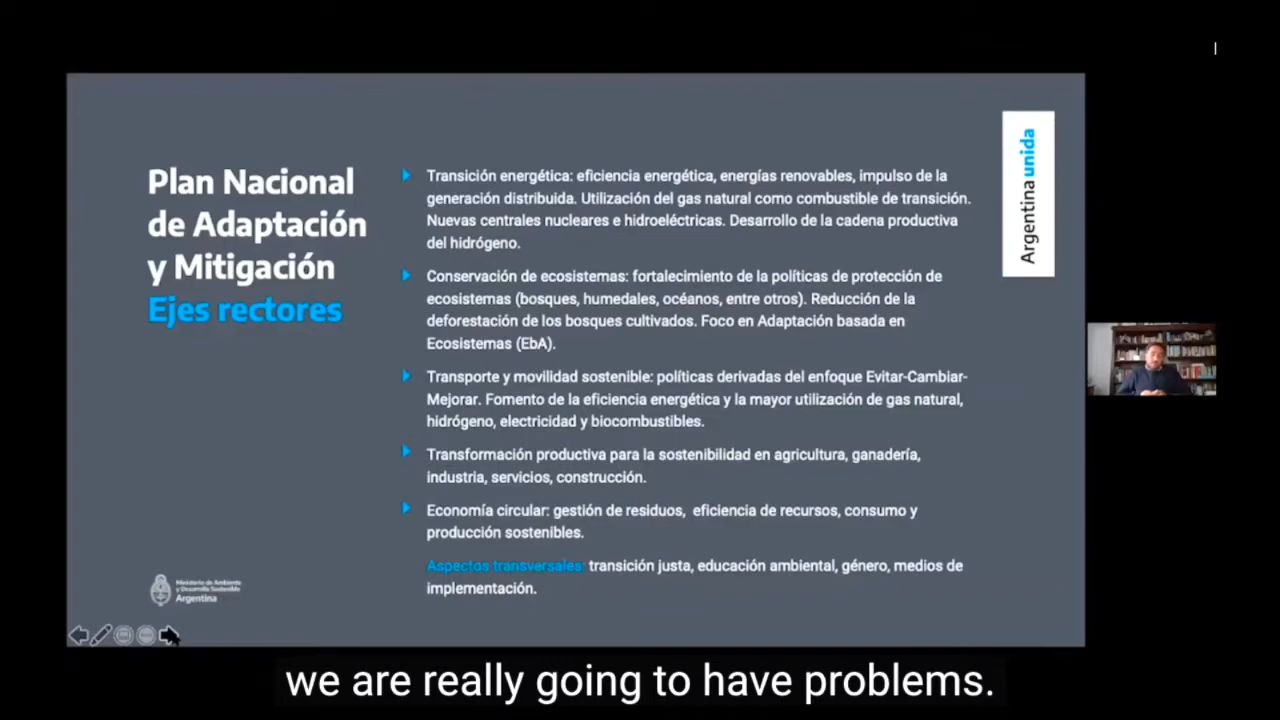 Plan Nacional
de Adaptación
y Mitigación
Ejes rectores
Transición energética: eficiencia energética, energías renovables, impulso de la
generación distribuida. Utilización del gas natural como combustible de transición.
Nuevas centrales nucleares e hidroeléctricas. Desarrollo de la cadena productiva
del hidrógeno.
Conservación de ecosistemas: fortalecimiento de la políticas de protección de
ecosistemas (bosques, humedales, océanos, entre otros). Reducción de la
deforestación de los bosques cultivados. Foco en Adaptación basada en
Ecosistemas (EbA).
Transporte y movilidad sostenible: políticas derivadas del enfoque Evitar-Cambiar-
Mejorar. Fomento de la eficiencia energética y la mayor utilización de gas natural,
hidrógeno, electricidad y biocombustibles.
Transformación productiva para la sostenibilidad en agricultura, ganadería,
industria, servicios, construcción.
Economía circular: gestión de residuos, eficiencia de recursos, consumo y
producción sostenibles.
Aspectos transversales: transición justa, educación ambiental, género, medios de
implementación.
Argentina unida
Ministerio de Ambiente
y Desarrollo Sostenible
Argentina
we are really going to have problems.